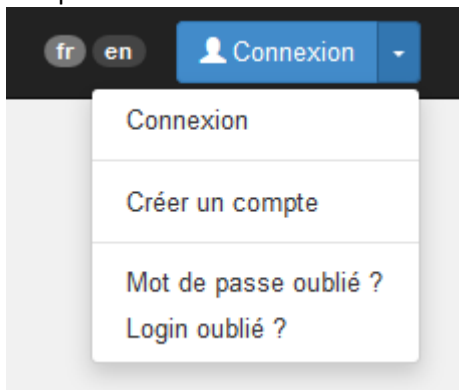 fr en Connexion
Connexion
Créer un compte
Mot de passe oublié ?
Login oublié ?